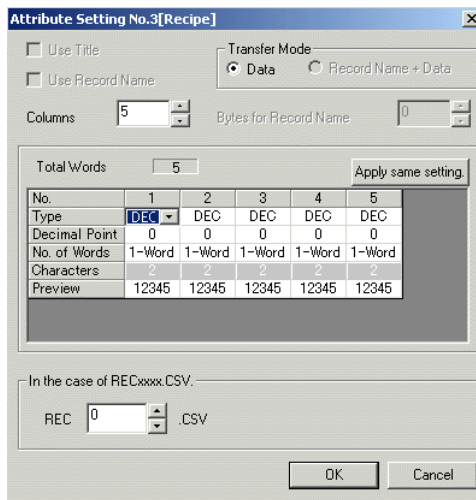 Attribute Setting No.3[Recipe]
Use Title
Transfer Mode
Data
Record Name + Data
Use Record Name
Columns 5
Bytes for Record Name 0
Total Words 5
Apply same setting.
No. 1 2 3 4 5
Type DEC DEC DEC DEC DEC
Decimal Point 0 0 0 0 0
No. of Words 1-Word 1-Word 1-Word 1-Word 1-Word
Characters 2 2 2 2 2
Preview 12345 12345 12345 12345 12345
In the case of RECxxxx.CSV.
REC 0 .CSV
OK Cancel